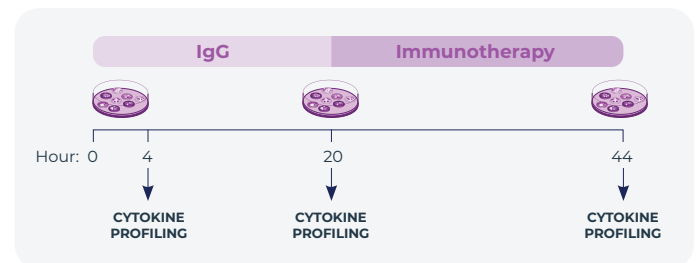 IgG Immunotherapy
Hour: 0 4 20 44
CYTOKINE CYTOKINE CYTOKINE
PROFILING PROFILING PROFILING